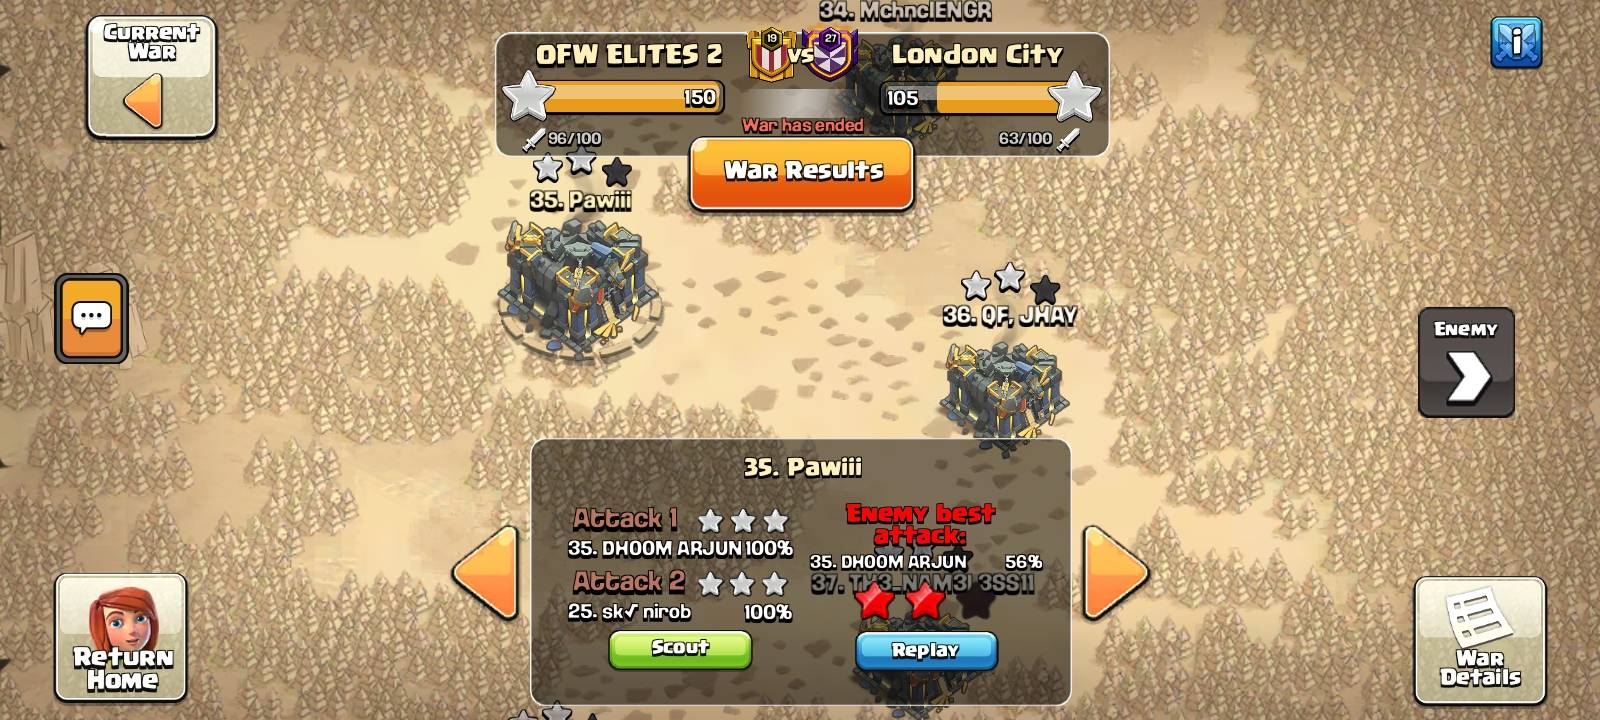 34. MchnclENGR
Current
War
OFW ELITES 2
19
vs
27
London City
150
105
96/100
War has ended
63/100
War Results
35. Pawiii
36. QF, JHAY
Enemy
35. Pawiii
Attack 1
35. DHOOM ARJUN 100%
Attack 2
25. sk✓ nirob 100%
Scout
Enemy best
attack:
35. DHOOM ARJUN 56%
Replay
Return
Home
War
Details